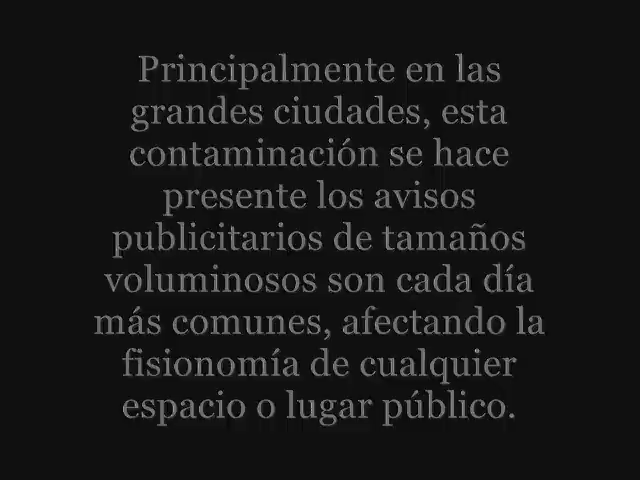 Principalmente en las
grandes ciudades, esta
contaminación se hace
presente los avisos
publicitarios de tamaños
voluminosos son cada día
más comunes, afectando la
fisionomía de cualquier
espacio o lugar público.